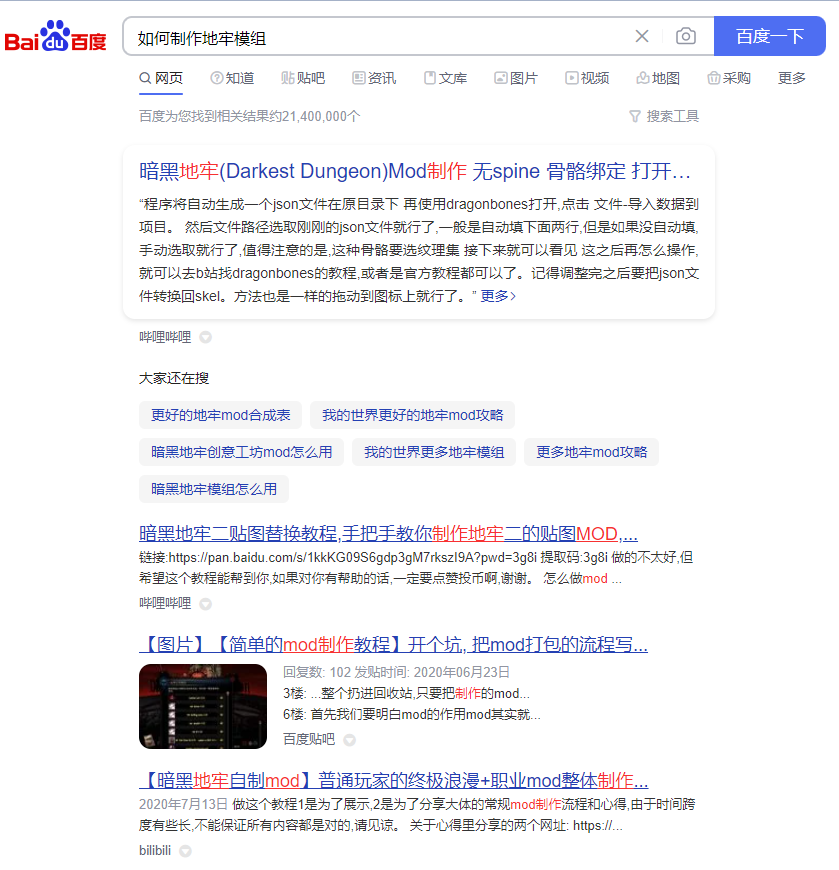 Bai du 百度 如何制作地牢模组 百度一下
网页 知道 贴吧 资讯 文库 图片 视频 地图 采购 更多
百度为您找到相关结果约21,400,000个 搜索工具
暗黑地牢(Darkest Dungeon)Mod制作 无spine 骨骼绑定 打开...
“程序将自动生成一个json文件在原目录下 再使用dragonbones打开,点击 文件-导入数据到
项目。 然后文件路径选取刚刚的json文件就行了,一般是自动填下面两行,但是如果没自动填,
手动选取就行了,值得注意的是,这种骨骼要选纹理集 接下来就可以看见 这之后再怎么操作,
就可以去b站找dragonbones的教程,或者是官方教程都可以了。记得调整完之后要把json文
件转换回skel。方法也是一样的拖动到图标上就行了。” 更多>
哔哩哔哩
大家还在搜
更好的地牢mod合成表 我的世界更好的地牢mod攻略
暗黑地牢创意工坊mod怎么用 我的世界更多地牢模组 更多地牢mod攻略
暗黑地牢模组怎么用
暗黑地牢二贴图替换教程,手把手教你制作地牢二的贴图MOD,...
链接:https://pan.baidu.com/s/1kkKG09S6gdp3gM7rkszI9A?pwd=3g8i 提取码:3g8i 做的不太好,但
希望这个教程能帮到你,如果对你有帮助的话,一定要点赞投币啊,谢谢。 怎么做mod ...
哔哩哔哩
【图片】【简单的mod制作教程】开个坑, 把mod打包的流程写...
回复数: 102 发贴时间: 2020年06月23日
3楼: ...整个扔进回收站,只要把制作的mod...
6楼: 首先我们要明白mod的作用mod其实就...
百度贴吧
【暗黑地牢自制mod】普通玩家的终极浪漫+职业mod整体制作...
2020年7月13日 做这个教程1是为了展示,2是为了分享大体的常规mod制作流程和心得,由于时间跨
度有些长,不能保证所有内容都是对的,请见谅。 关于心得里分享的两个网址: https://...
bilibili